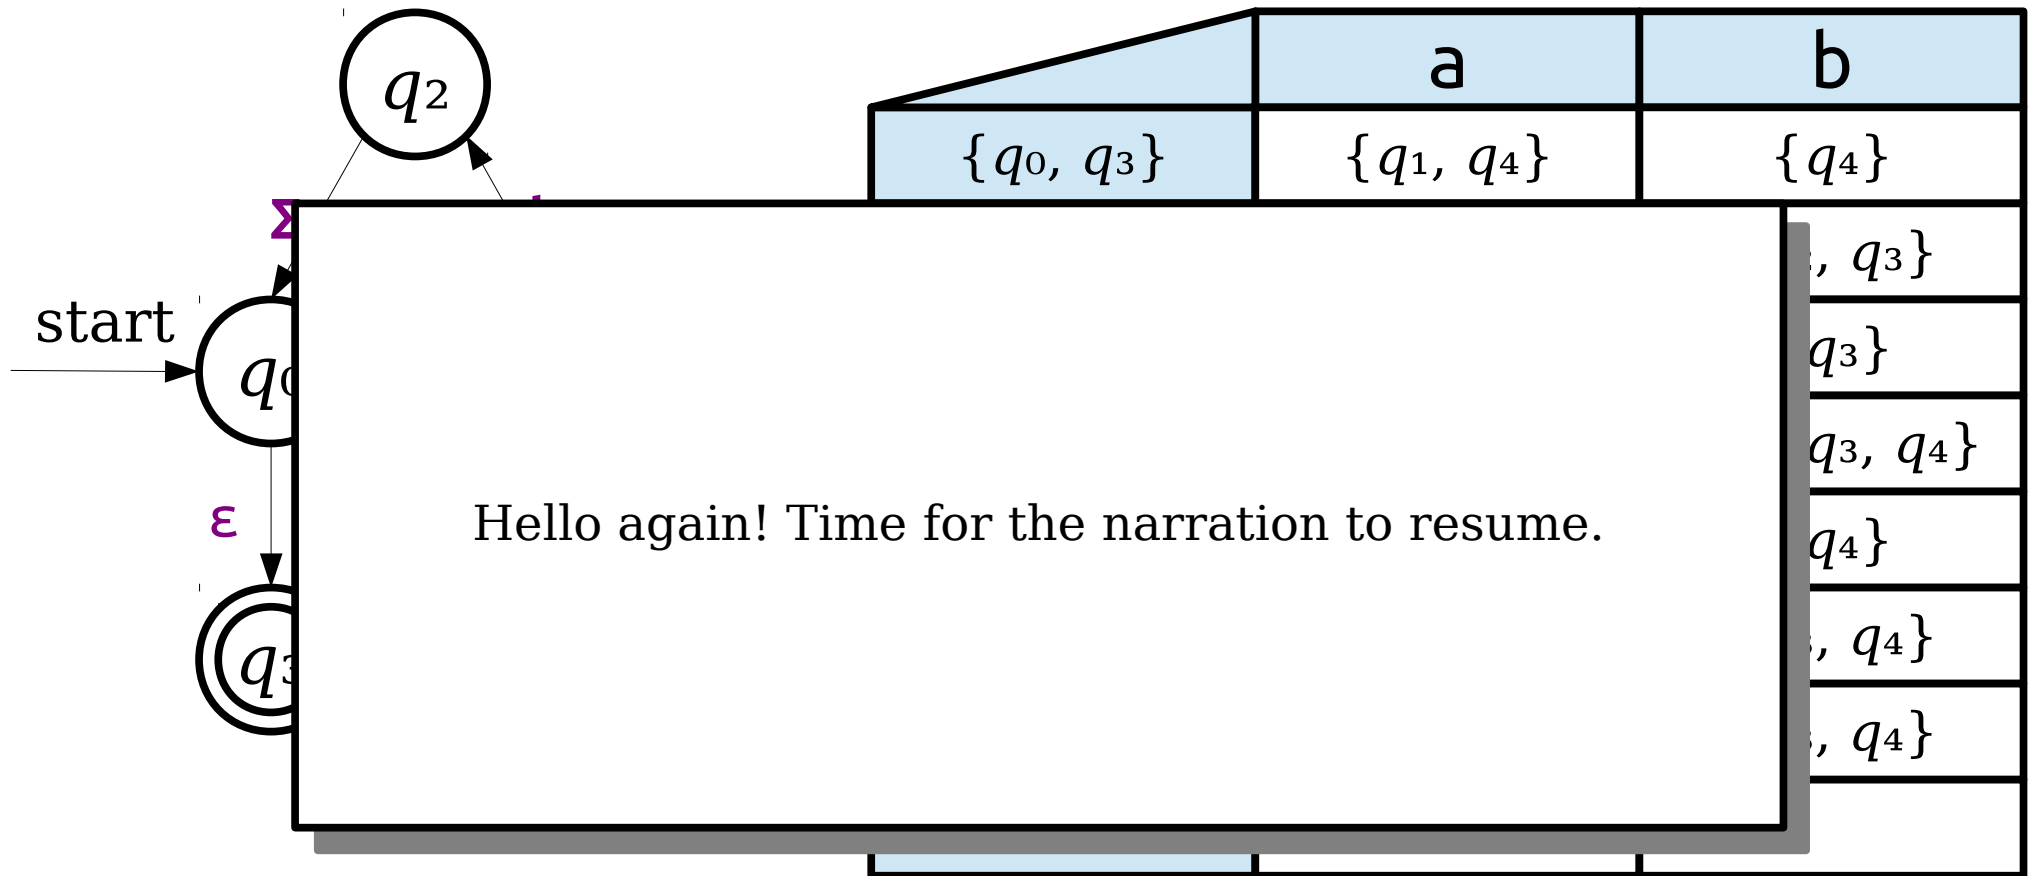 q₂
a
b
{q₀, q₃}
{q₁, q₄}
{q₄}
Σ
start
q₃}
q₀
q₃}
q₃, q₄}
Hello again! Time for the narration to resume.
ε
q₄}
q₄}
q₃
q₄}